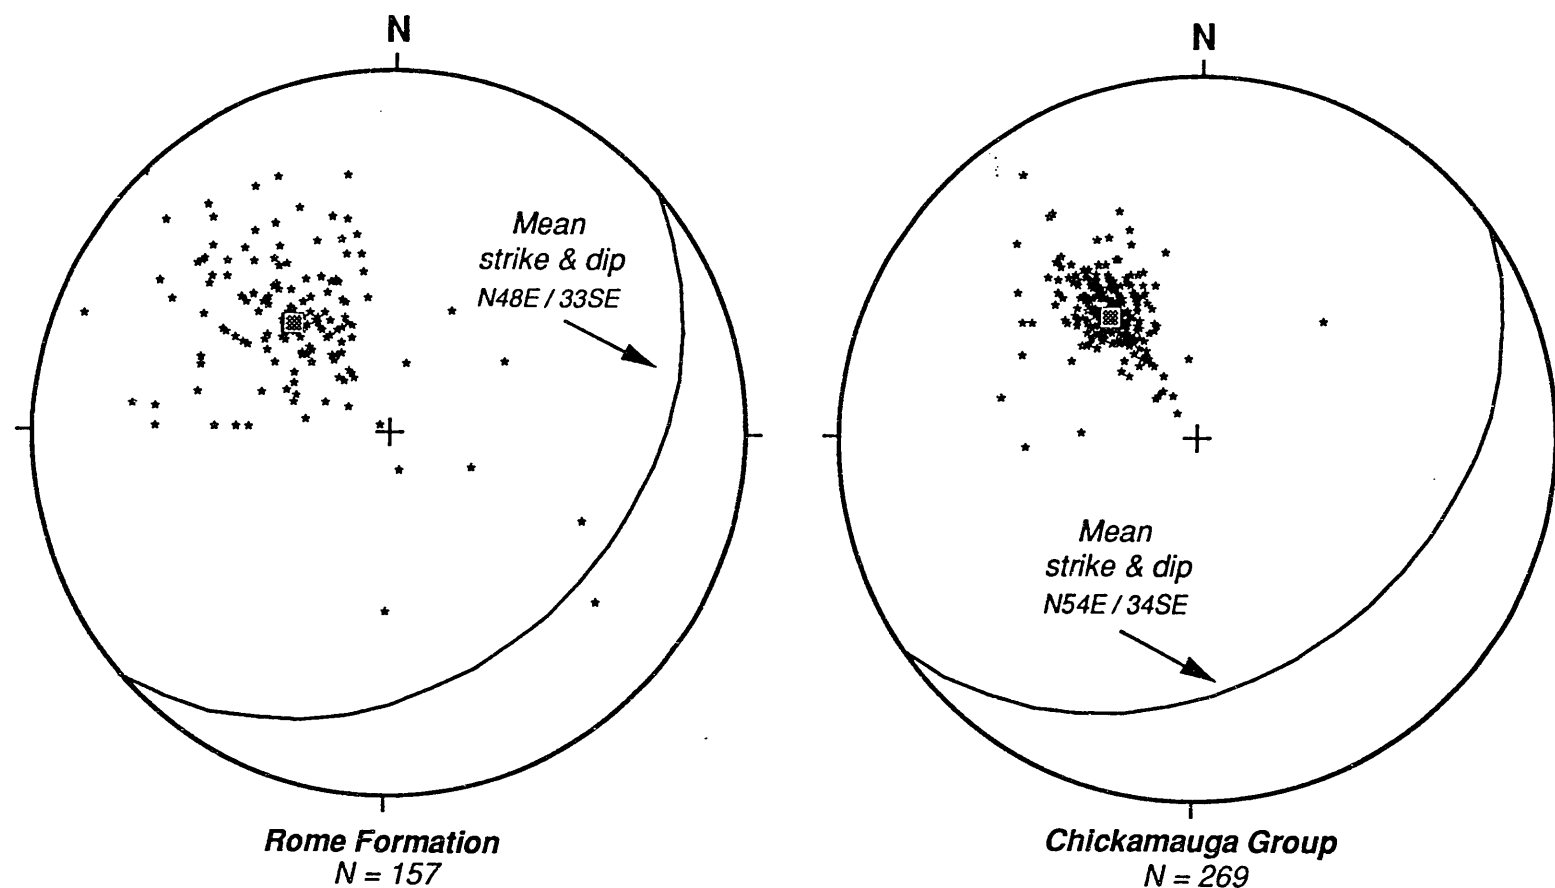 N
Mean
strike & dip
N48E / 33SE
Rome Formation
N = 157
N
Mean
strike & dip
N54E / 34SE
Chickamauga Group
N = 269